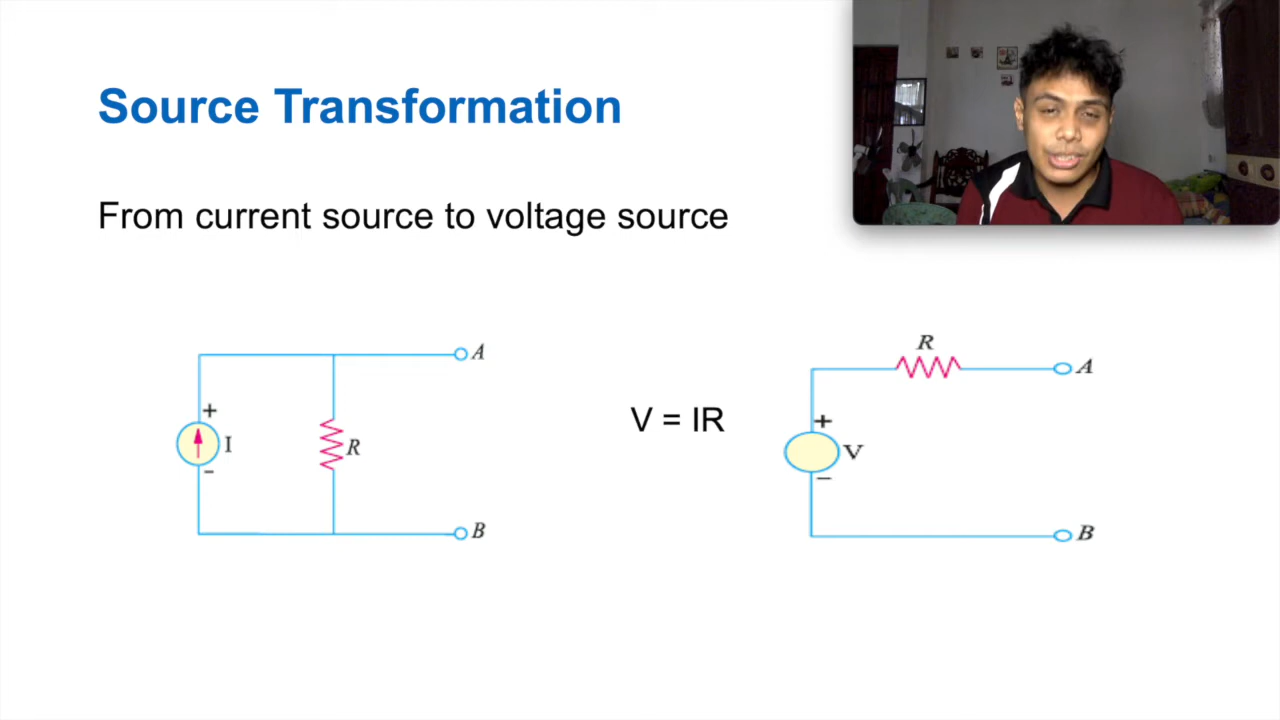 Source Transformation
From current source to voltage source
A
+
I
-
R
B
V = IR
R
A
+
V
−
B